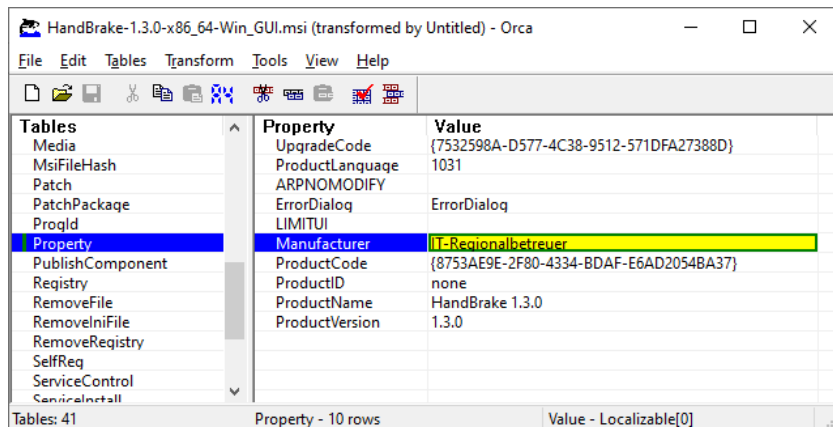 HandBrake-1.3.0-x86_64-Win_GUI.msi (transformed by Untitled) - Orca
File Edit Tables Transform Tools View Help
Tables
Media
MsiFileHash
Patch
PatchPackage
ProgId
Property
PublishComponent
Registry
RemoveFile
RemoveIniFile
RemoveRegistry
SelfReg
ServiceControl
ServiceInstall
Property Value
UpgradeCode {7532598A-D577-4C38-9512-571DFA27388D}
ProductLanguage 1031
ARPNOMODIFY
ErrorDialog ErrorDialog
LIMITUI
Manufacturer IT-Regionalbetreuer
ProductCode {8753AE9E-2F80-4334-BDAF-E6AD2054BA37}
ProductID none
ProductName HandBrake 1.3.0
ProductVersion 1.3.0
Tables: 41 Property - 10 rows Value - Localizable[0]